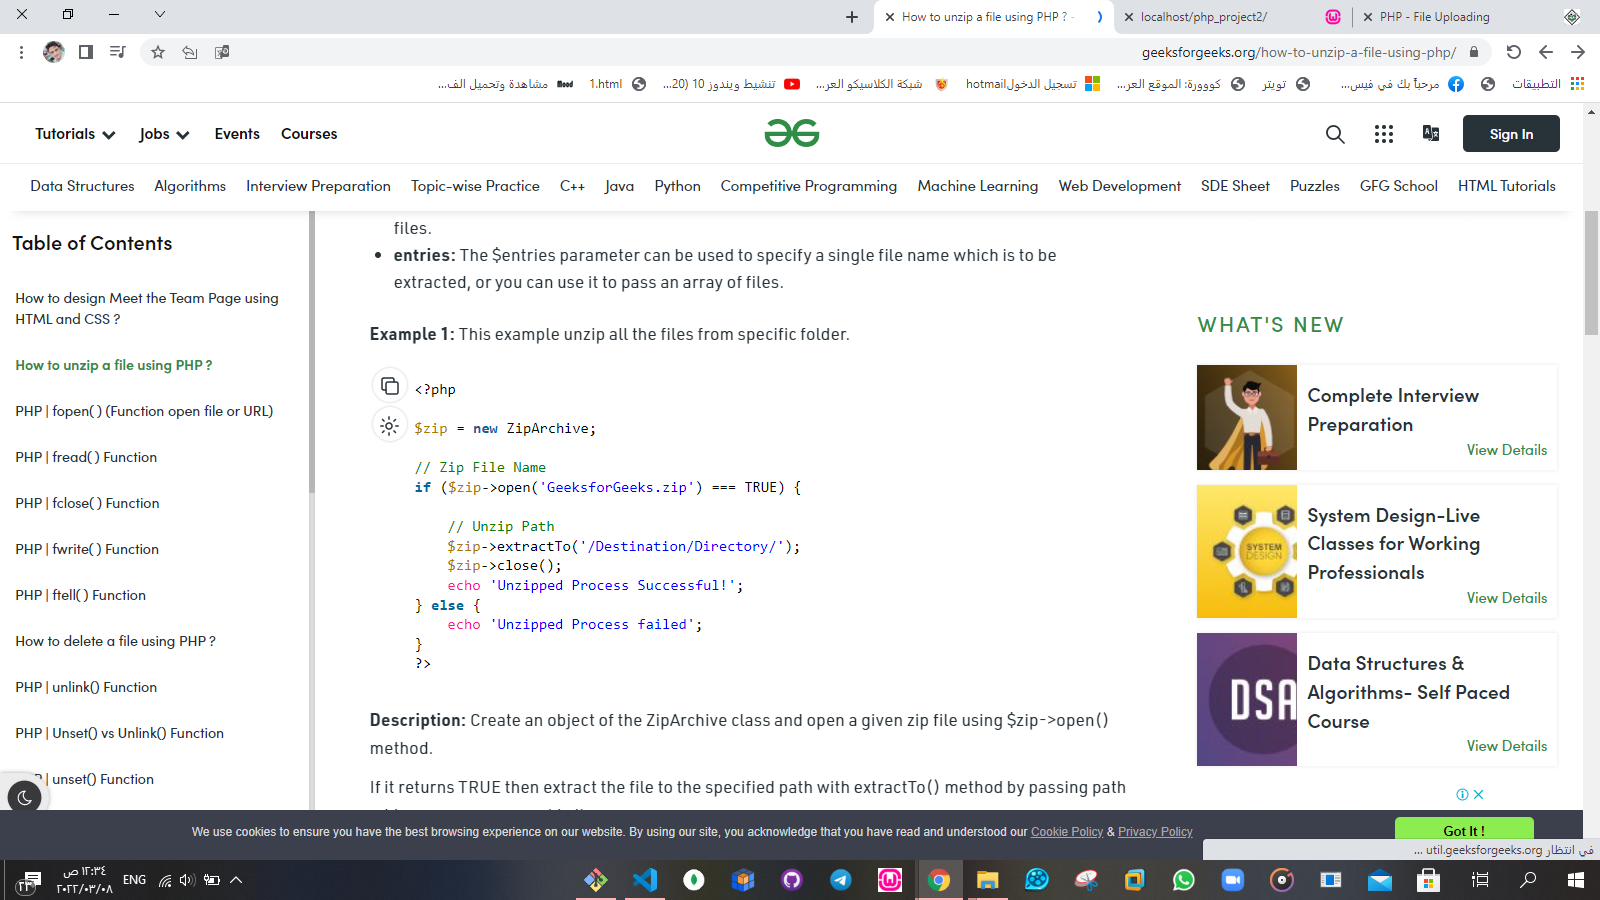 How to unzip a file using PHP ? -
localhost/php_project2/
PHP - File Uploading
geeksforgeeks.org/how-to-unzip-a-file-using-php/
التطبيقات
مرحباً بك في فيس...
تويتر
كووورة: الموقع العر...
تسجيل الدخولhotmail
شبكة الكلاسيكو العر...
تنشيط ويندوز 10 (20...
1.html
مشاهدة وتحميل الف...
Tutorials
Jobs
Events
Courses
Sign In
Data Structures
Algorithms
Interview Preparation
Topic-wise Practice
C++
Java
Python
Competitive Programming
Machine Learning
Web Development
SDE Sheet
Puzzles
GFG School
HTML Tutorials
Table of Contents
How to design Meet the Team Page using
HTML and CSS ?
How to unzip a file using PHP ?
PHP | fopen( ) (Function open file or URL)
PHP | fread( ) Function
PHP | fclose( ) Function
PHP | fwrite( ) Function
PHP | ftell( ) Function
How to delete a file using PHP ?
PHP | unlink() Function
PHP | Unset() vs Unlink() Function
| unset() Function
files.
• entries: The $entries parameter can be used to specify a single file name which is to be
extracted, or you can use it to pass an array of files.
Example 1: This example unzip all the files from specific folder.
<?php
$zip = new ZipArchive;
// Zip File Name
if ($zip->open('GeeksforGeeks.zip') === TRUE) {
// Unzip Path
$zip->extractTo('/Destination/Directory/');
$zip->close();
echo 'Unzipped Process Successful!';
} else {
echo 'Unzipped Process failed';
}
?>
Description: Create an object of the ZipArchive class and open a given zip file using $zip->open()
method.
If it returns TRUE then extract the file to the specified path with extractTo() method by passing path
WHAT'S NEW
Complete Interview
Preparation
View Details
SYSTEM
DESIGN
System Design-Live
Classes for Working
Professionals
View Details
DSA
Data Structures &
Algorithms- Self Paced
Course
View Details
We use cookies to ensure you have the best browsing experience on our website. By using our site, you acknowledge that you have read and understood our Cookie Policy & Privacy Policy
Got It !
في انتظار util.geeksforgeeks.org ...
٢٣
١٢:٣٤ ص
٢٠٢٢/٠٣/٠٨
ENG